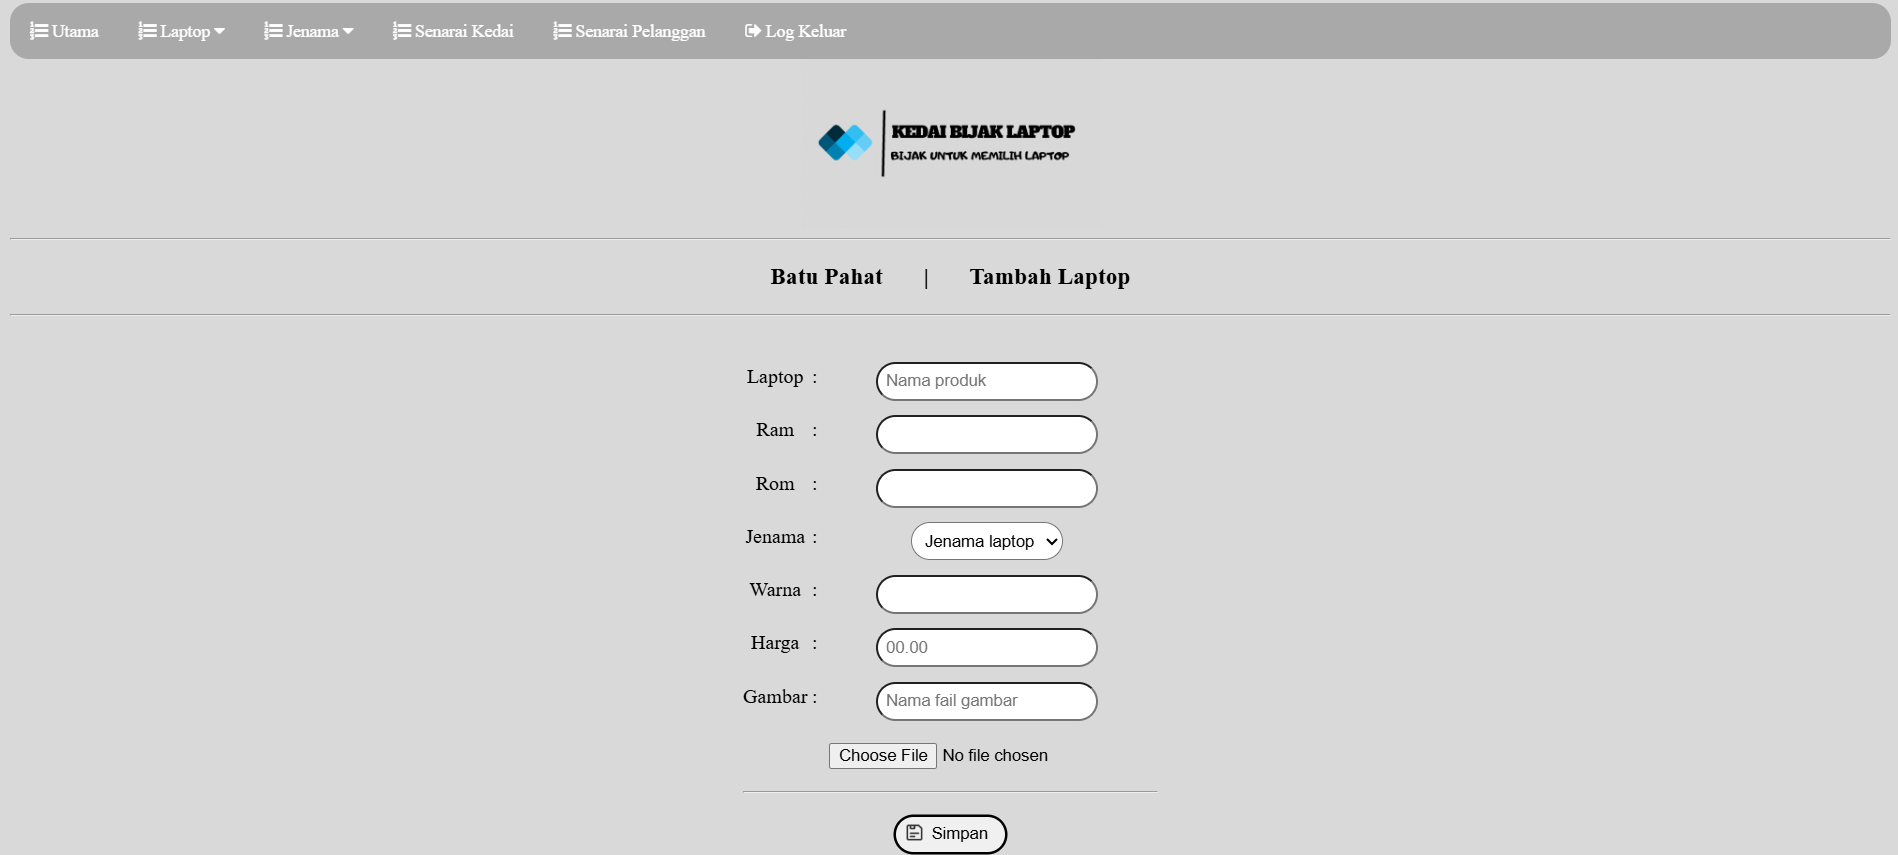 Utama Laptop Jenama Senarai Kedai Senarai Pelanggan Log Keluar
KEDAI BIJAK LAPTOP
BIJAK UNTUK MEMILIH LAPTOP
Batu Pahat | Tambah Laptop
Laptop : Nama produk
Ram :
Rom :
Jenama : Jenama laptop
Warna :
Harga : 00.00
Gambar : Nama fail gambar
Choose File No file chosen
Simpan